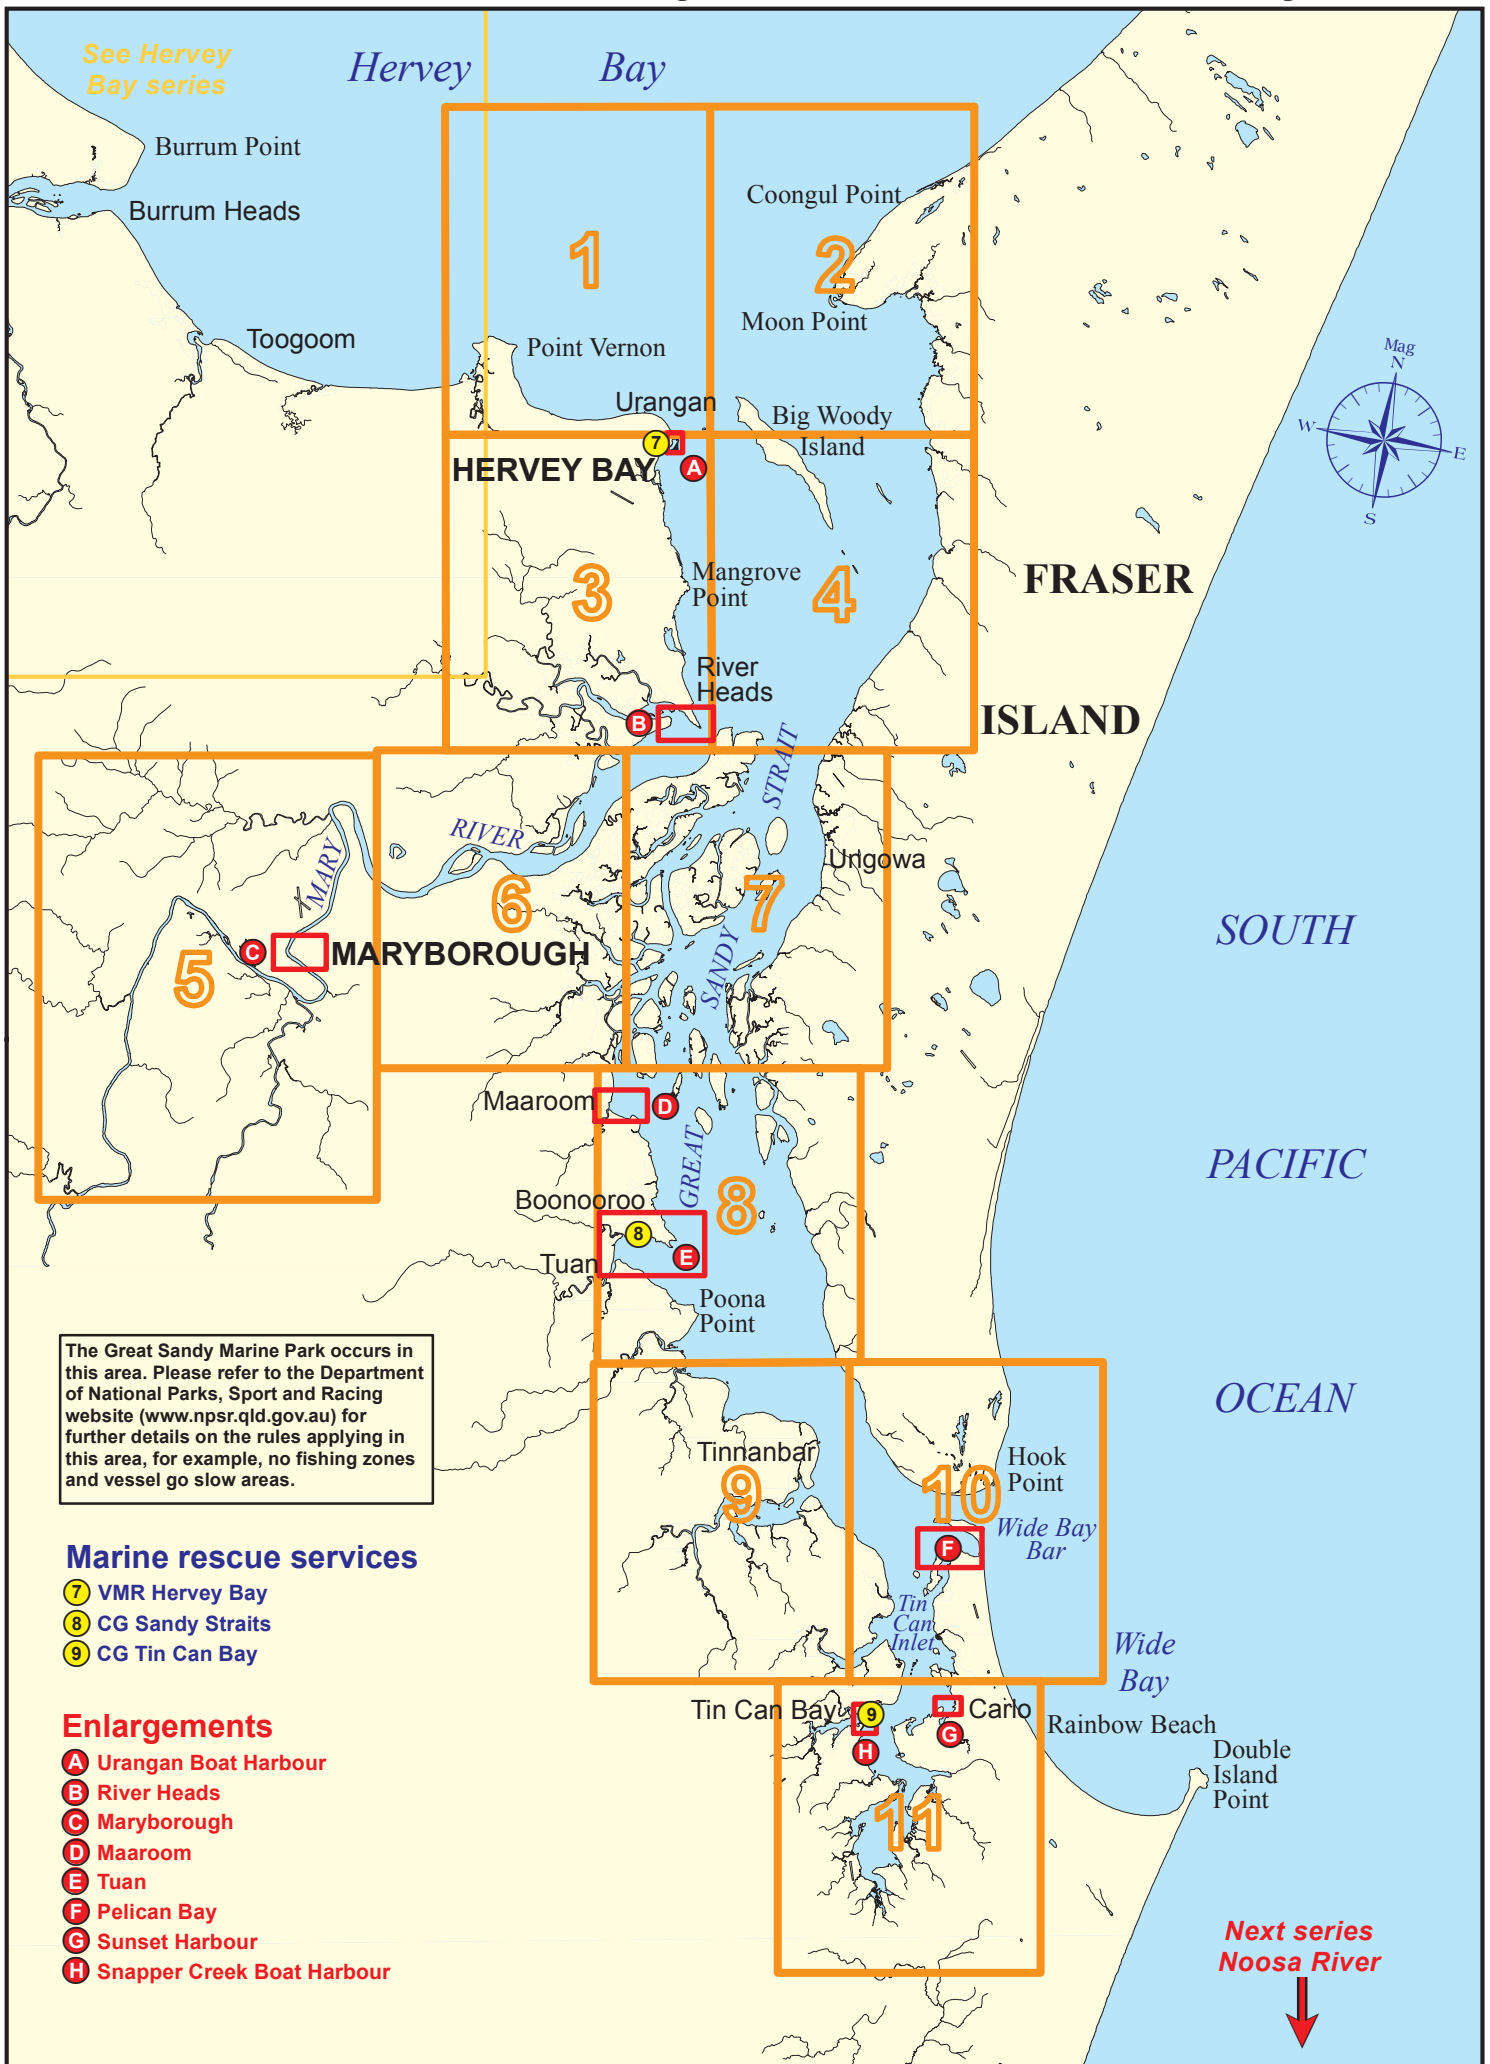 See Hervey
Bay series
Hervey Bay
Burrum Point
Burrum Heads
Coongul Point
1
2
Moon Point
Toogoom
Point Vernon
Mag
N
W
E
S
Urangan
Big Woody
Island
7
A
HERVEY BAY
3
Mangrove
Point
4
FRASER
River
Heads
B
ISLAND
STRAIT
RIVER
MARY
Ungowa
6
7
SOUTH
C
MARYBOROUGH
5
SANDY
Maaroom
D
GREAT
PACIFIC
Boonooroo
8
8
E
Tuan
Poona
Point
The Great Sandy Marine Park occurs in
this area. Please refer to the Department
of National Parks, Sport and Racing
website (www.npsr.qld.gov.au) for
further details on the rules applying in
this area, for example, no fishing zones
and vessel go slow areas.
OCEAN
Tinnanbar
Hook
Point
9
10
Wide Bay
Bar
F
Tin
Can
Inlet
Wide
Bay
Marine rescue services
7 VMR Hervey Bay
8 CG Sandy Straits
9 CG Tin Can Bay
Tin Can Bay
9
Carlo
G
H
Rainbow Beach
Double
Island
Point
11
Enlargements
A Urangan Boat Harbour
B River Heads
C Maryborough
D Maaroom
E Tuan
F Pelican Bay
G Sunset Harbour
H Snapper Creek Boat Harbour
Next series
Noosa River